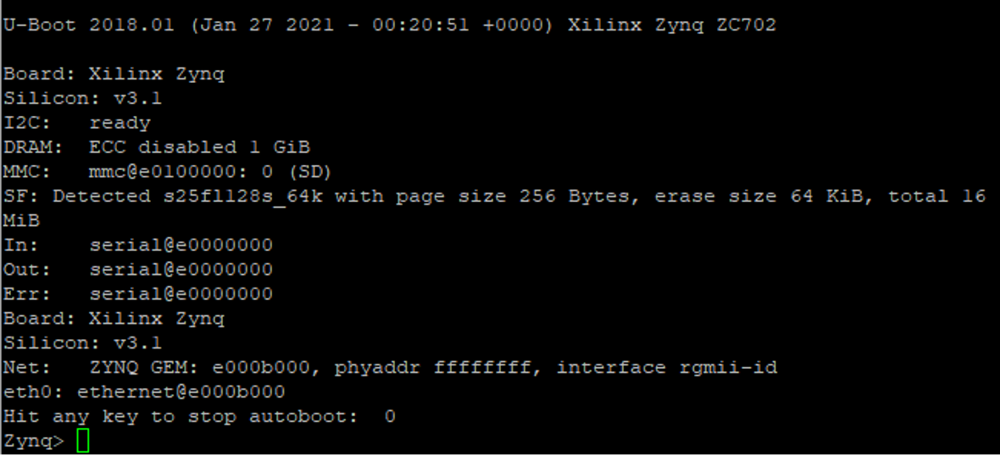 U-Boot 2018.01 (Jan 27 2021 - 00:20:51 +0000) Xilinx Zynq ZC702
Board: Xilinx Zynq
Silicon: v3.1
I2C:   ready
DRAM:  ECC disabled 1 GiB
MMC:   mmc@e0100000: 0 (SD)
SF: Detected s25fl128s_64k with page size 256 Bytes, erase size 64 KiB, total 16
MiB
In:    serial@e0000000
Out:   serial@e0000000
Err:   serial@e0000000
Board: Xilinx Zynq
Silicon: v3.1
Net:   ZYNQ GEM: e000b000, phyaddr ffffffff, interface rgmii-id
eth0: ethernet@e000b000
Hit any key to stop autoboot:  0
Zynq>